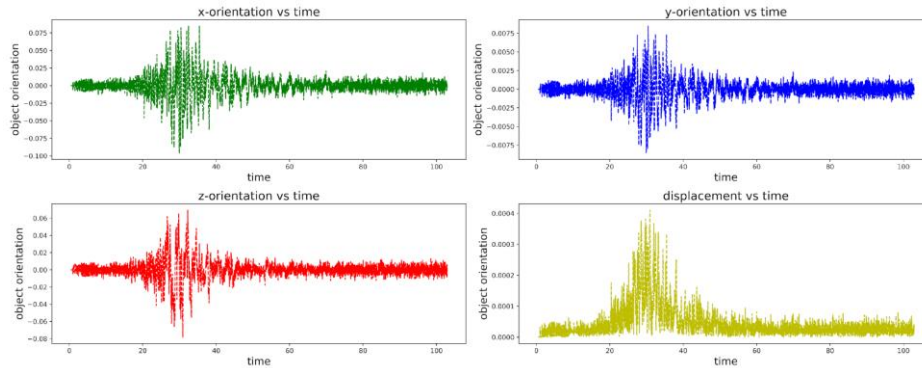 x-orientation vs time
object orientation
0.075
0.050
0.025
0.000
−0.025
−0.050
−0.075
−0.100
0 20 40 60 80 100
time
y-orientation vs time
object orientation
0.0075
0.0050
0.0025
0.0000
−0.0025
−0.0050
−0.0075
0 20 40 60 80 100
time
z-orientation vs time
object orientation
0.06
0.04
0.02
0.00
−0.02
−0.04
−0.06
−0.08
0 20 40 60 80 100
time
displacement vs time
object orientation
0.0004
0.0003
0.0002
0.0001
0.0000
0 20 40 60 80 100
time